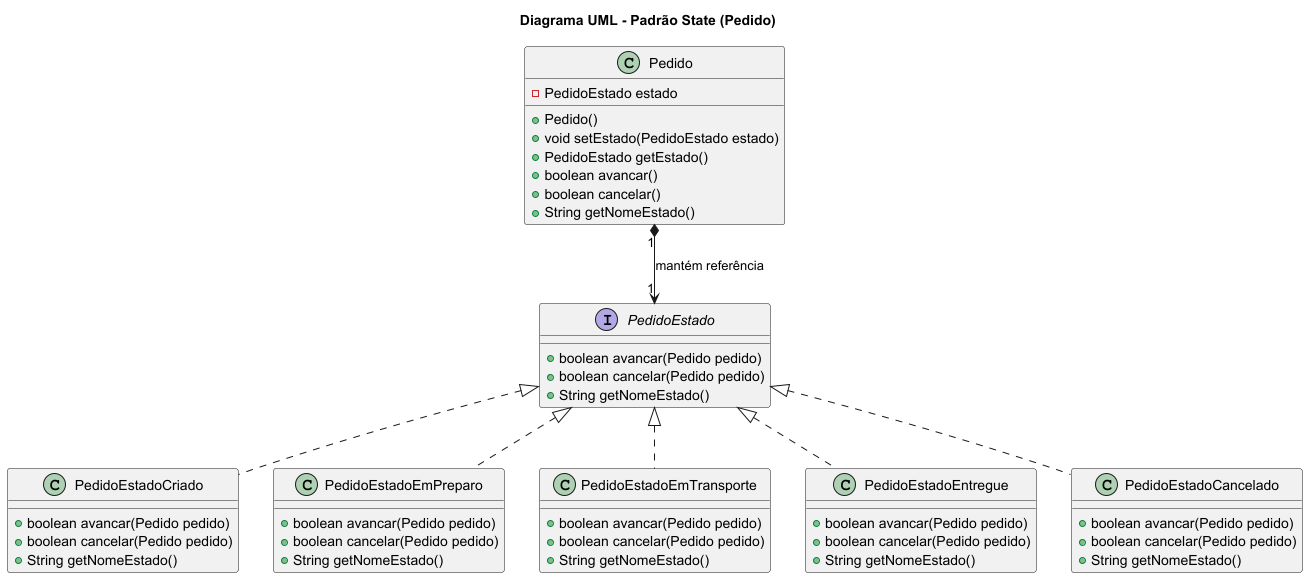 Diagrama UML - Padrão State (Pedido)
C Pedido
PedidoEstado estado
Pedido()
void setEstado(PedidoEstado estado)
PedidoEstado getEstado()
boolean avancar()
boolean cancelar()
String getNomeEstado()
1
mantém referência
1
I PedidoEstado
boolean avancar(Pedido pedido)
boolean cancelar(Pedido pedido)
String getNomeEstado()
C PedidoEstadoCriado
boolean avancar(Pedido pedido)
boolean cancelar(Pedido pedido)
String getNomeEstado()
C PedidoEstadoEmPreparo
boolean avancar(Pedido pedido)
boolean cancelar(Pedido pedido)
String getNomeEstado()
C PedidoEstadoEmTransporte
boolean avancar(Pedido pedido)
boolean cancelar(Pedido pedido)
String getNomeEstado()
C PedidoEstadoEntregue
boolean avancar(Pedido pedido)
boolean cancelar(Pedido pedido)
String getNomeEstado()
C PedidoEstadoCancelado
boolean avancar(Pedido pedido)
boolean cancelar(Pedido pedido)
String getNomeEstado()